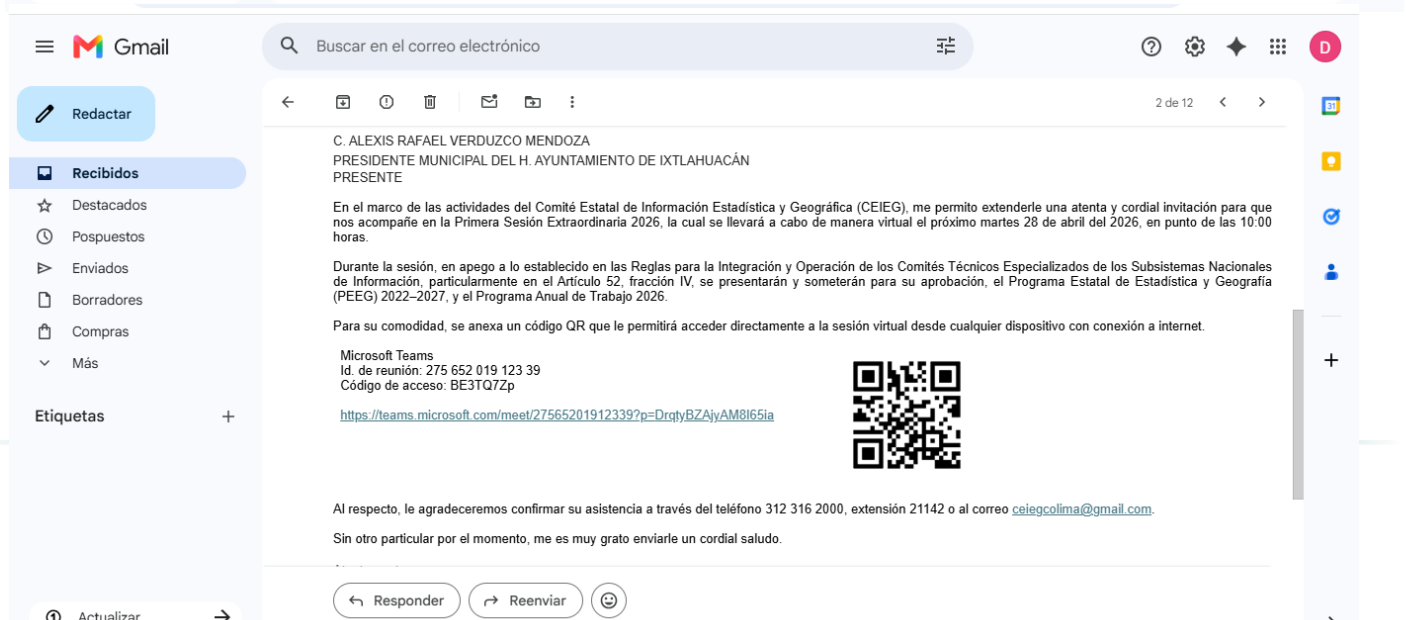 Gmail
Buscar en el correo electrónico
D
Redactar
2 de 12
31
Recibidos
Destacados
Pospuestos
Enviados
Borradores
Compras
Más
Etiquetas
Actualizar
C. ALEXIS RAFAEL VERDUZCO MENDOZA
PRESIDENTE MUNICIPAL DEL H. AYUNTAMIENTO DE IXTLAHUACÁN
PRESENTE
En el marco de las actividades del Comité Estatal de Información Estadística y Geográfica (CEIEG), me permito extenderle una atenta y cordial invitación para que
nos acompañe en la Primera Sesión Extraordinaria 2026, la cual se llevará a cabo de manera virtual el próximo martes 28 de abril del 2026, en punto de las 10:00
horas.
Durante la sesión, en apego a lo establecido en las Reglas para la Integración y Operación de los Comités Técnicos Especializados de los Subsistemas Nacionales
de Información, particularmente en el Artículo 52, fracción IV, se presentarán y someterán para su aprobación, el Programa Estatal de Estadística y Geografía
(PEEG) 2022–2027, y el Programa Anual de Trabajo 2026.
Para su comodidad, se anexa un código QR que le permitirá acceder directamente a la sesión virtual desde cualquier dispositivo con conexión a internet.
Microsoft Teams
Id. de reunión: 275 652 019 123 39
Código de acceso: BE3TQ7Zp
https://teams.microsoft.com/meet/27565201912339?p=DrqtyBZAjyAM8I65ia
Al respecto, le agradeceremos confirmar su asistencia a través del teléfono 312 316 2000, extensión 21142 o al correo ceiegcolima@gmail.com.
Sin otro particular por el momento, me es muy grato enviarle un cordial saludo.
Responder
Reenviar